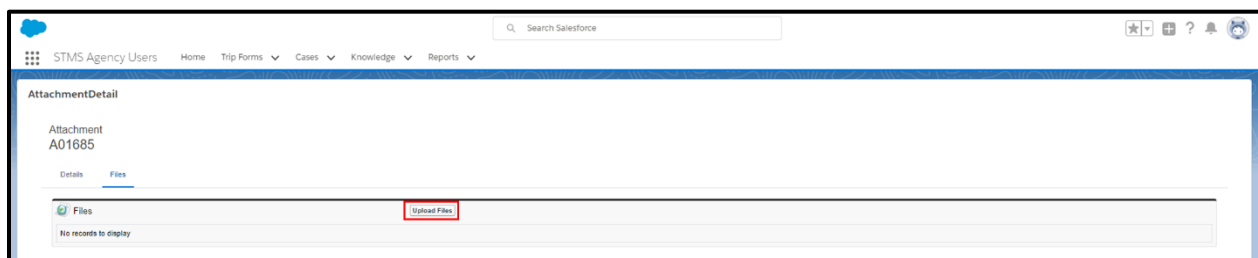 Search Salesforce
STMS Agency Users Home Trip Forms Cases Knowledge Reports
AttachmentDetail
Attachment
A01685
Details Files
Files Upload Files
No records to display